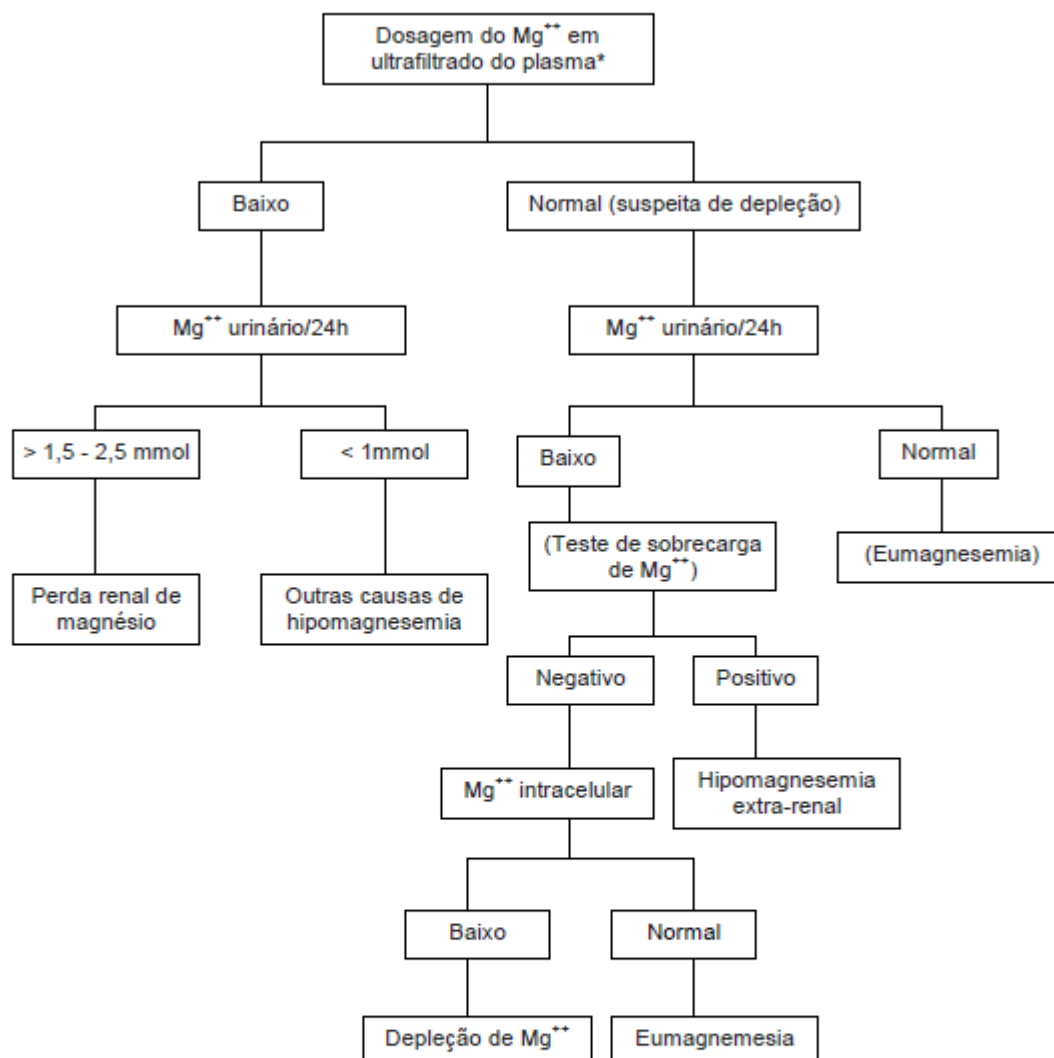 Dosagem do Mg⁺⁺ em
ultrafiltrado do plasma*
Baixo
Normal (suspeita de depleção)
Mg⁺⁺ urinário/24h
Mg⁺⁺ urinário/24h
> 1,5 - 2,5 mmol
< 1mmol
Baixo
Normal
(Teste de sobrecarga
de Mg⁺⁺)
(Eumagnesemia)
Perda renal de
magnésio
Outras causas de
hipomagnesemia
Negativo
Positivo
Mg⁺⁺ intracelular
Hipomagnesemia
extra-renal
Baixo
Normal
Depleção de Mg⁺⁺
Eumagnemesia